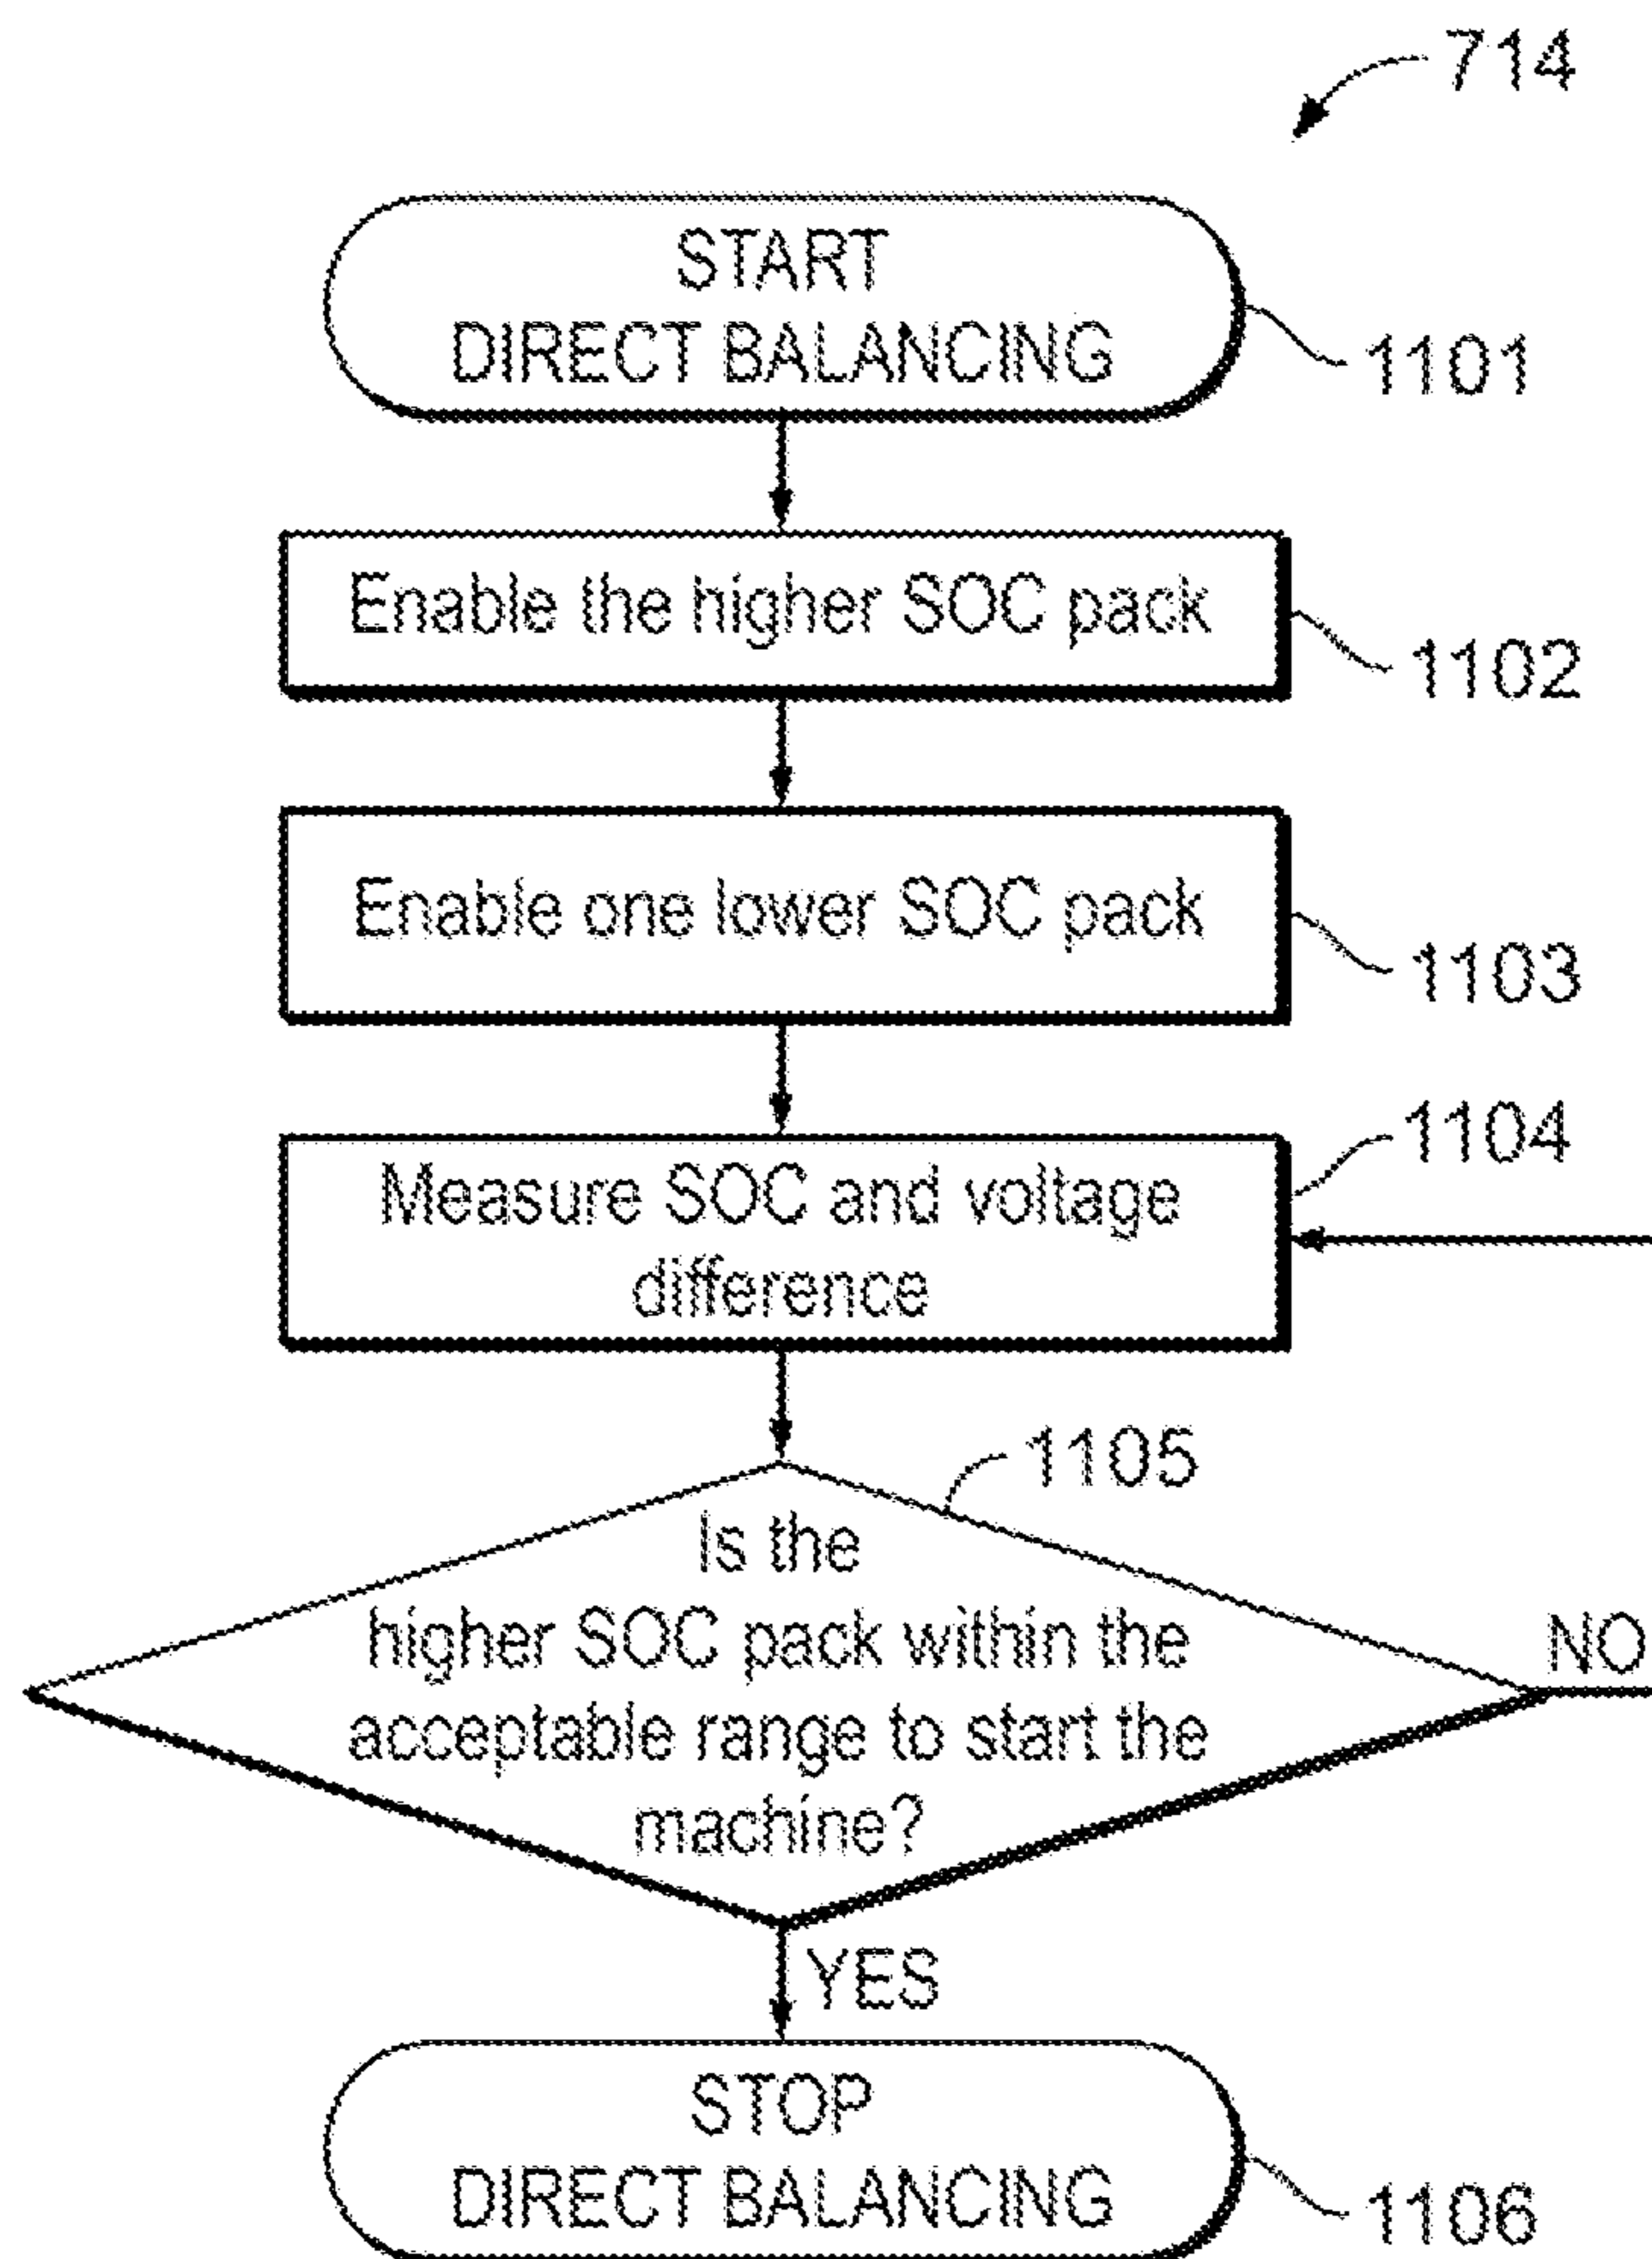 714
START
DIRECT BALANCING
1101
Enable the higher SOC pack
1102
Enable one lower SOC pack
1103
1104
Measure SOC and voltage
difference
1105
Is the
higher SOC pack within the
acceptable range to start the
machine?
NO
YES
STOP
DIRECT BALANCING
1106